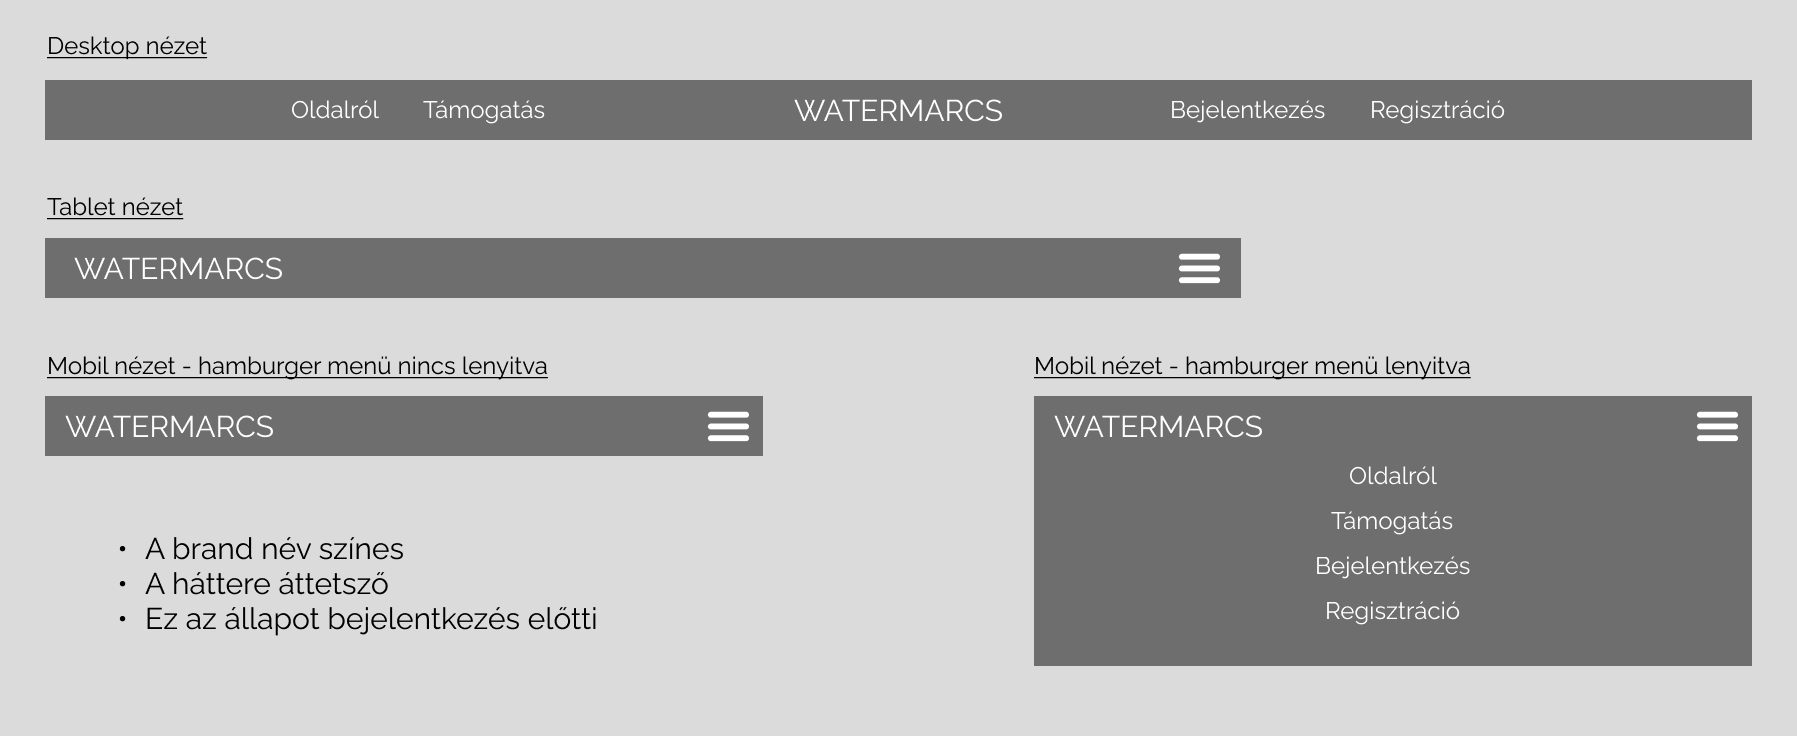 Desktop nézet
Oldalról Támogatás WATERMARCS Bejelentkezés Regisztráció
Tablet nézet
WATERMARCS
Mobil nézet - hamburger menü nincs lenyitva
WATERMARCS
• A brand név színes
• A háttere áttetsző
• Ez az állapot bejelentkezés előtti
Mobil nézet - hamburger menü lenyitva
WATERMARCS
Oldalról
Támogatás
Bejelentkezés
Regisztráció